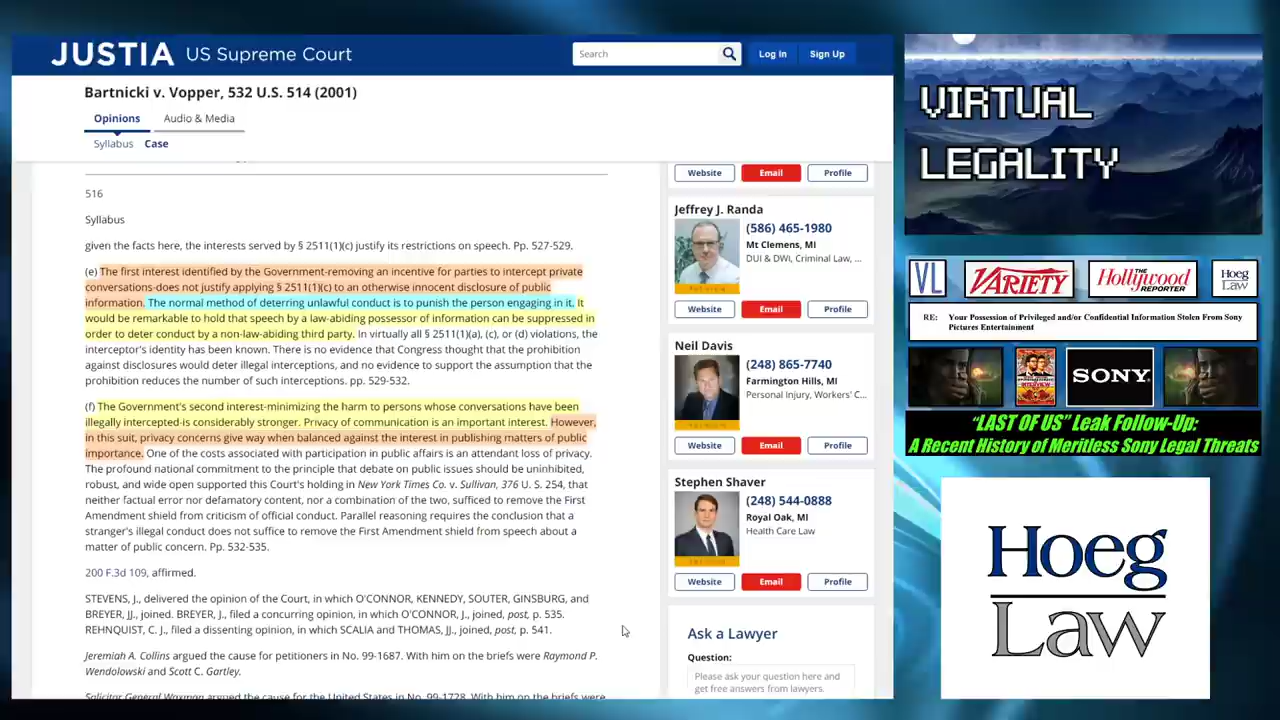 JUSTIA US Supreme Court
Search
Log In
Sign Up
Bartnicki v. Vopper, 532 U.S. 514 (2001)
Opinions
Audio & Media
Syllabus
Case
516
Syllabus
given the facts here, the interests served by § 2511(1)(c) justify its restrictions on speech. Pp. 527-529.
(e) The first interest identified by the Government-removing an incentive for parties to intercept private
conversations-does not justify applying § 2511(1)(c) to an otherwise innocent disclosure of public
information. The normal method of deterring unlawful conduct is to punish the person engaging in it. It
would be remarkable to hold that speech by a law-abiding possessor of information can be suppressed in
order to deter conduct by a non-law-abiding third party. In virtually all § 2511(1)(a), (c), or (d) violations, the
interceptor's identity has been known. There is no evidence that Congress thought that the prohibition
against disclosures would deter illegal interceptions, and no evidence to support the assumption that the
prohibition reduces the number of such interceptions. pp. 529-532.
(f) The Government's second interest-minimizing the harm to persons whose conversations have been
illegally intercepted-is considerably stronger. Privacy of communication is an important interest. However,
in this suit, privacy concerns give way when balanced against the interest in publishing matters of public
importance. One of the costs associated with participation in public affairs is an attendant loss of privacy.
The profound national commitment to the principle that debate on public issues should be uninhibited,
robust, and wide open supported this Court's holding in New York Times Co. v. Sullivan, 376 U. S. 254, that
neither factual error nor defamatory content, nor a combination of the two, sufficed to remove the First
Amendment shield from criticism of official conduct. Parallel reasoning requires the conclusion that a
stranger's illegal conduct does not suffice to remove the First Amendment shield from speech about a
matter of public concern. Pp. 532-535.
200 F.3d 109, affirmed.
STEVENS, J., delivered the opinion of the Court, in which O'CONNOR, KENNEDY, SOUTER, GINSBURG, and
BREYER, JJ., joined. BREYER, J., filed a concurring opinion, in which O'CONNOR, J., joined, post, p. 535.
REHNQUIST, C. J., filed a dissenting opinion, in which SCALIA and THOMAS, JJ., joined, post, p. 541.
Jeremiah A. Collins argued the cause for petitioners in No. 99-1687. With him on the briefs were Raymond P.
Wendolowski and Scott C. Gartley.
Solicitor General Waxman argued the cause for the United States in No. 99-1728. With him on the briefs were
Website
Email
Profile
Jeffrey J. Randa
(586) 465-1980
Mt Clemens, MI
DUI & DWI, Criminal Law, ...
Website
Email
Profile
Neil Davis
(248) 865-7740
Farmington Hills, MI
Personal Injury, Workers' C...
Website
Email
Profile
Stephen Shaver
(248) 544-0888
Royal Oak, MI
Health Care Law
Website
Email
Profile
Ask a Lawyer
Question:
Please ask your question here and
get free answers from lawyers.
VIRTUAL
LEGALITY
VL
VARIETY
THE
Hollywood
REPORTER
Hoeg
Law
RE: Your Possession of Privileged and/or Confidential Information Stolen From Sony
Pictures Entertainment
SONY
"LAST OF US" Leak Follow-Up:
A Recent History of Meritless Sony Legal Threats
Hoeg
Law